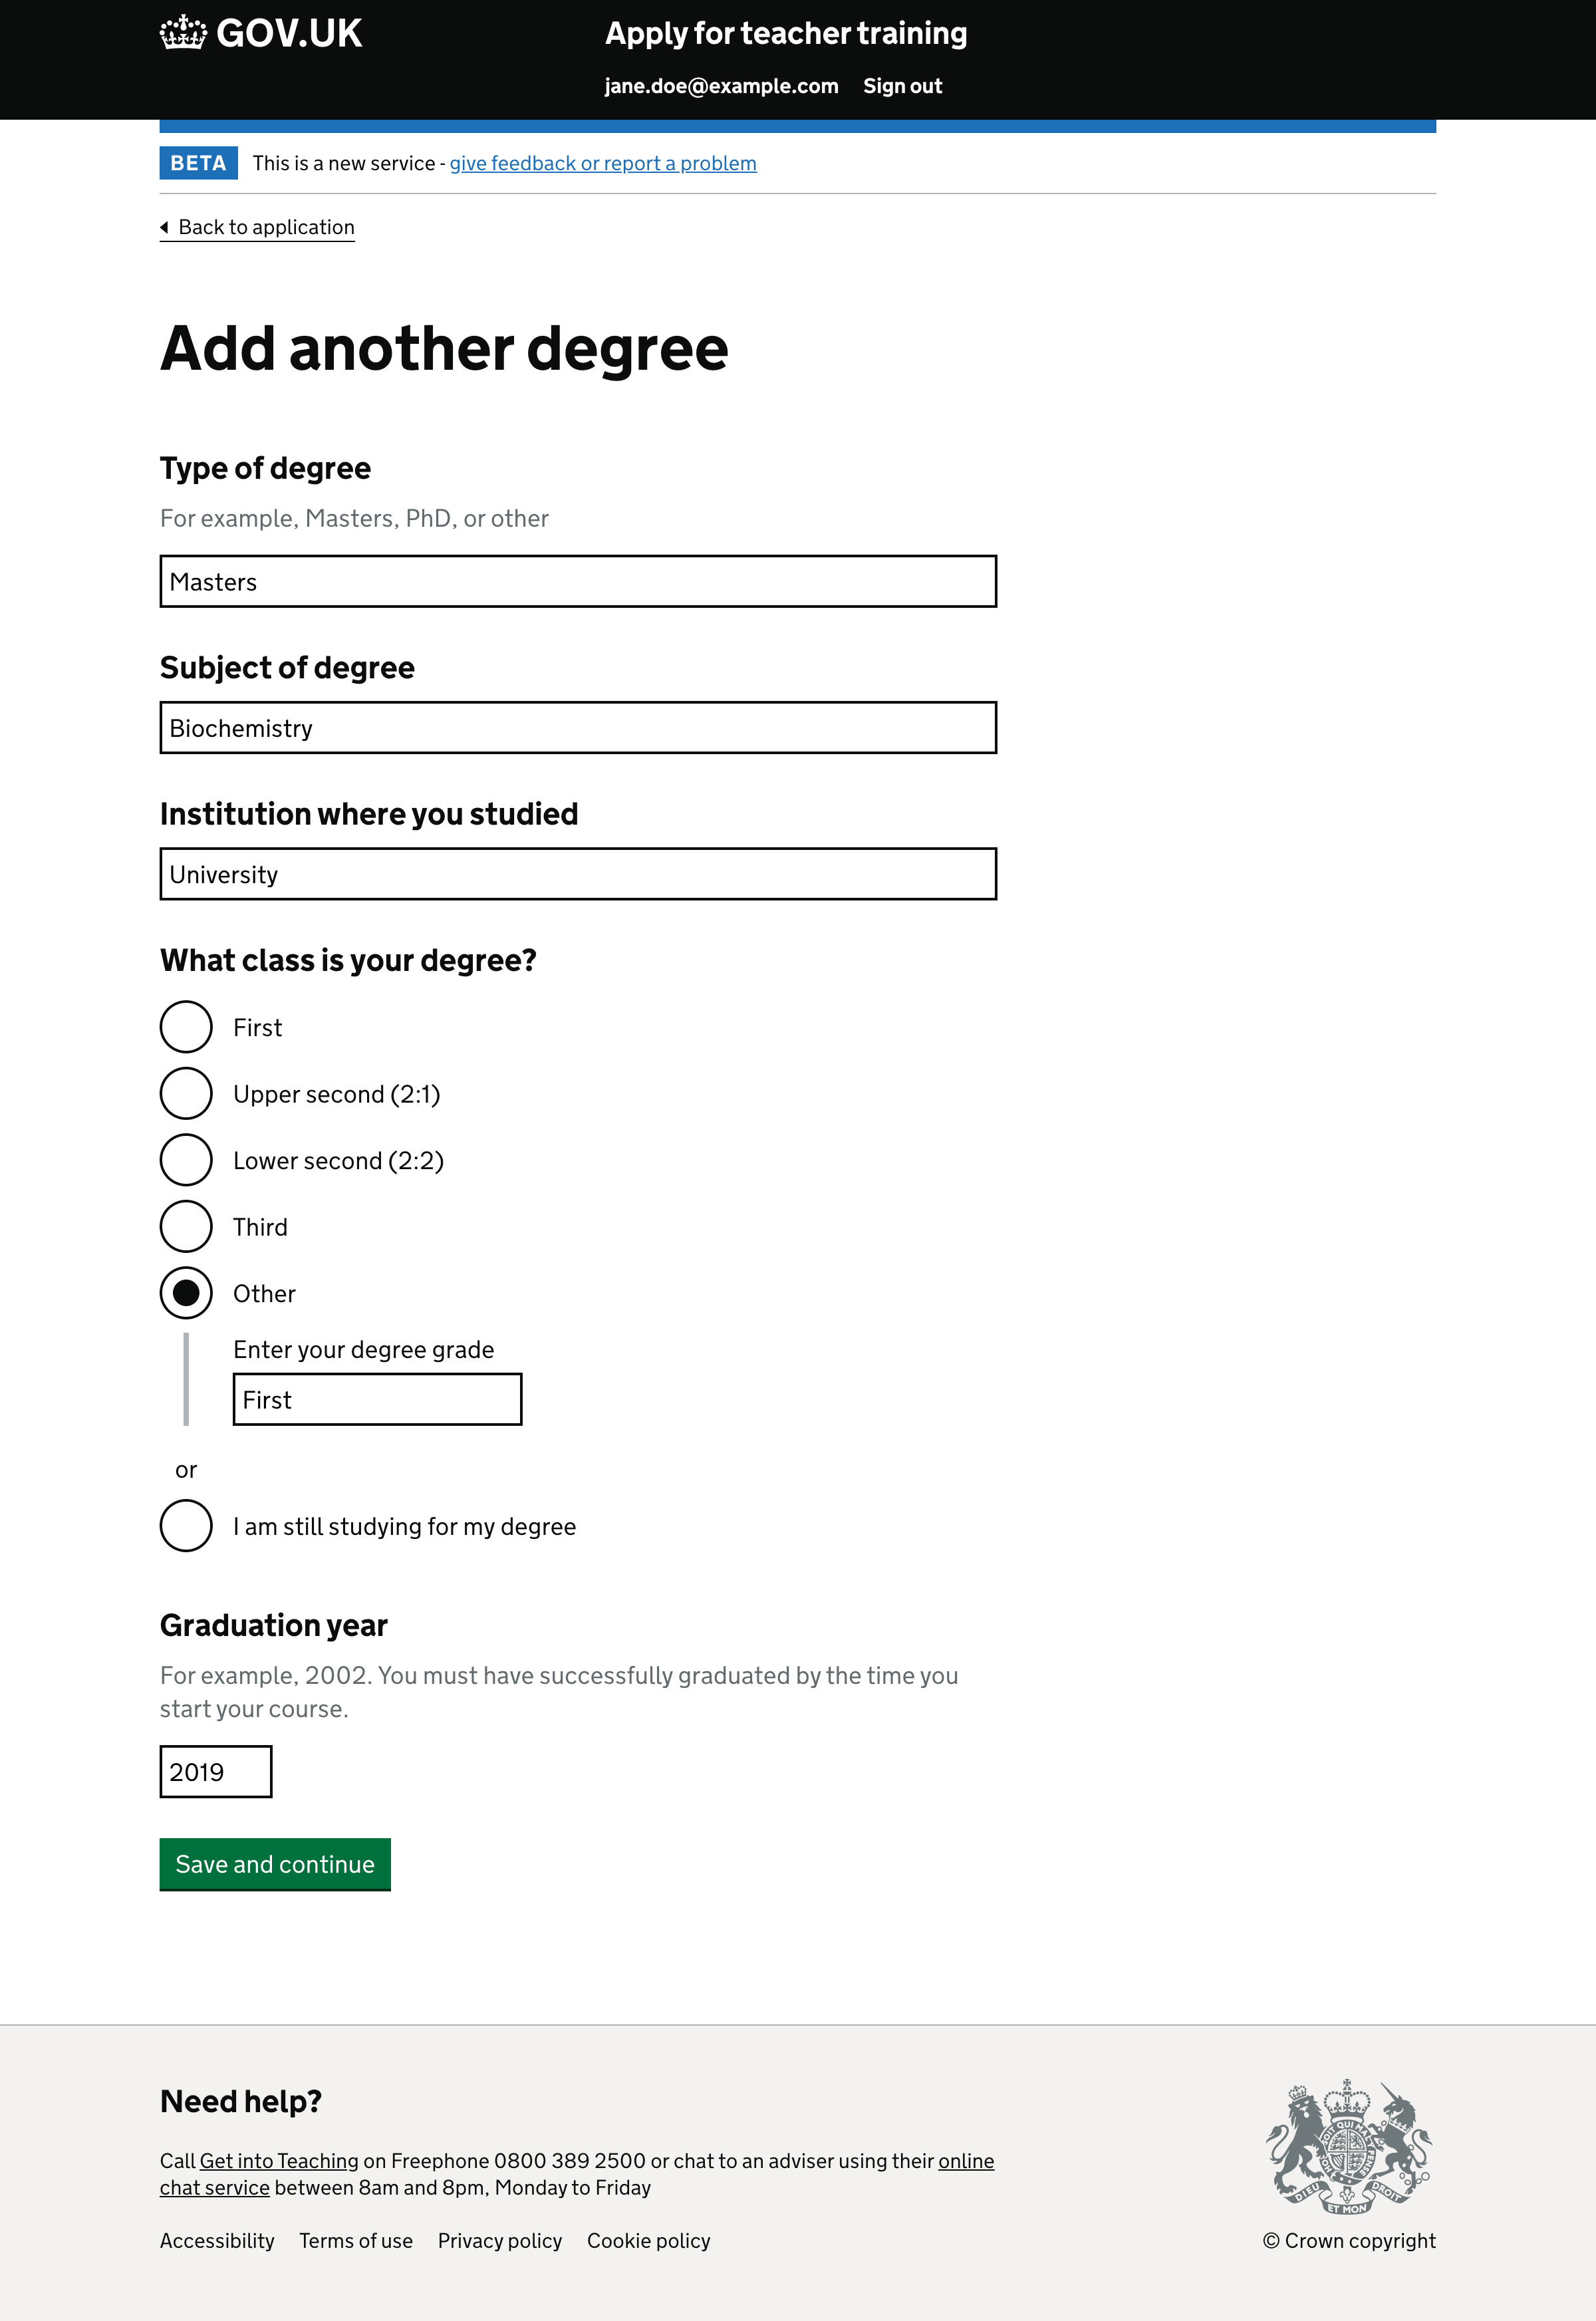 GOV.UK
Apply for teacher training
jane.doe@example.com Sign out
BETA This is a new service - give feedback or report a problem
Back to application
Add another degree
Type of degree
For example, Masters, PhD, or other
Masters
Subject of degree
Biochemistry
Institution where you studied
University
What class is your degree?
First
Upper second (2:1)
Lower second (2:2)
Third
Other
Enter your degree grade
First
or
I am still studying for my degree
Graduation year
For example, 2002. You must have successfully graduated by the time you
start your course.
2019
Save and continue
Need help?
Call Get into Teaching on Freephone 0800 389 2500 or chat to an adviser using their online
chat service between 8am and 8pm, Monday to Friday
Accessibility Terms of use Privacy policy Cookie policy
DIEU ET MON DROIT
© Crown copyright